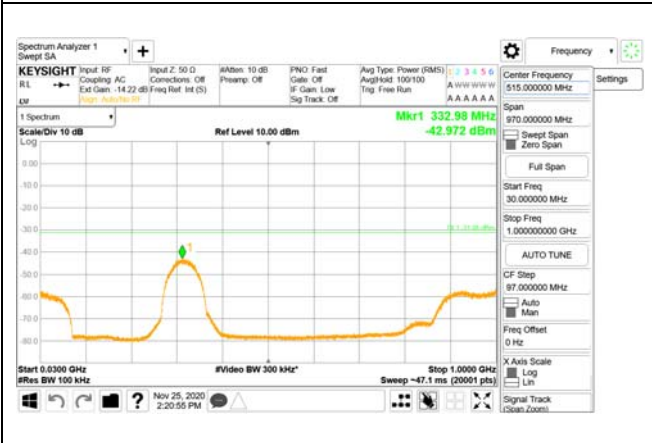 Spectrum Analyzer 1
Swept SA
Frequency
KEYSIGHT
RL
Input: RF
Coupling: AC
Ext Gain: -14.22 dB
Align: Auto/No RF
Input Z: 50 Ω
Corrections: Off
Freq Ref: Int (S)
#Atten: 10 dB
Preamp: Off
PNO: Fast
Gate: Off
IF Gain: Low
Sig Track: Off
Avg Type: Power (RMS)
Avg|Hold: 100/100
Trig: Free Run
1 2 3 4 5 6
A W W W W W
A A A A A A
1 Spectrum
Scale/Div 10 dB
Log
Ref Level 10.00 dBm
Mkr1 332.98 MHz
-42.972 dBm
0.00
-10.0
-20.0
-30.0
-40.0
-50.0
-60.0
-70.0
-80.0
1
Start 0.0300 GHz
#Res BW 100 kHz
#Video BW 300 kHz*
Stop 1.0000 GHz
Sweep ~47.1 ms (20001 pts)
Nov 25, 2020
2:20:55 PM
Center Frequency
515.000000 MHz
Settings
Span
970.000000 MHz
Swept Span
Zero Span
Full Span
Start Freq
30.000000 MHz
Stop Freq
1.000000000 GHz
AUTO TUNE
CF Step
97.000000 MHz
Auto
Man
Freq Offset
0 Hz
X Axis Scale
Log
Lin
Signal Track
(Span Zoom)